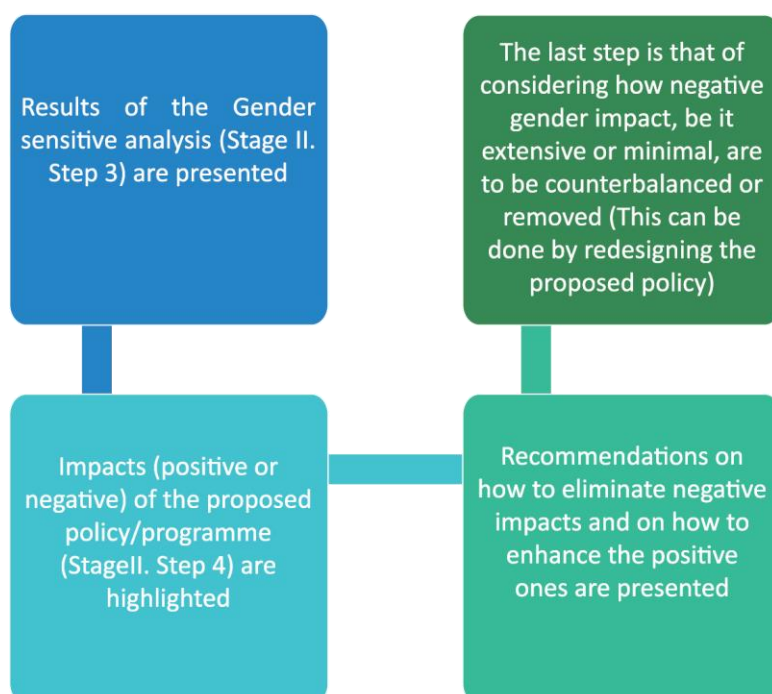 Results of the Gender
sensitive analysis (Stage II.
Step 3) are presented
Impacts (positive or
negative) of the proposed
policy/programme
(StageII. Step 4) are
highlighted
Recommendations on
how to eliminate negative
impacts and on how to
enhance the positive
ones are presented
The last step is that of
considering how negative
gender impact, be it
extensive or minimal, are
to be counterbalanced or
removed (This can be
done by redesigning the
proposed policy)